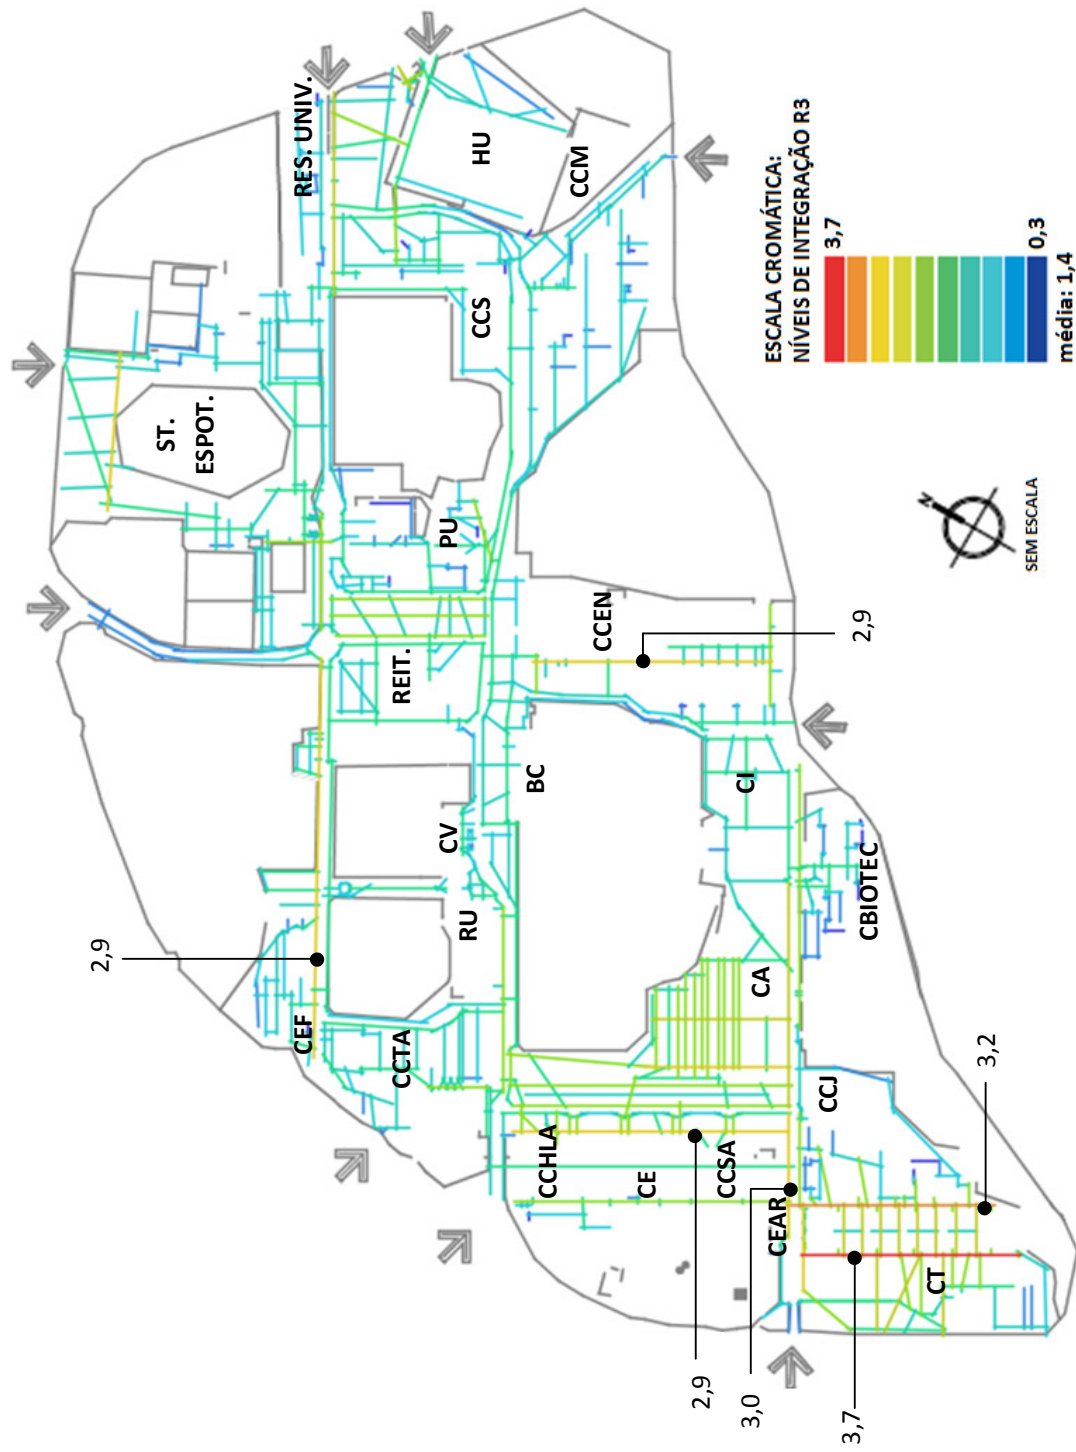 RES. UNIV.
HU
CCM
ST.
ESPOT.
CCS
PU
REIT.
CCEN
2,9
BC
CV
RU
CI
CBIOTEC
CA
2,9
CEF
CCTA
CCHLA
CE
CCSA
CCJ
CEAR
CT
3,2
2,9
3,0
3,7
ESCALA CROMÁTICA:
NÍVEIS DE INTEGRAÇÃO R3
3,7
0,3
média: 1,4
N
SEM ESCALA